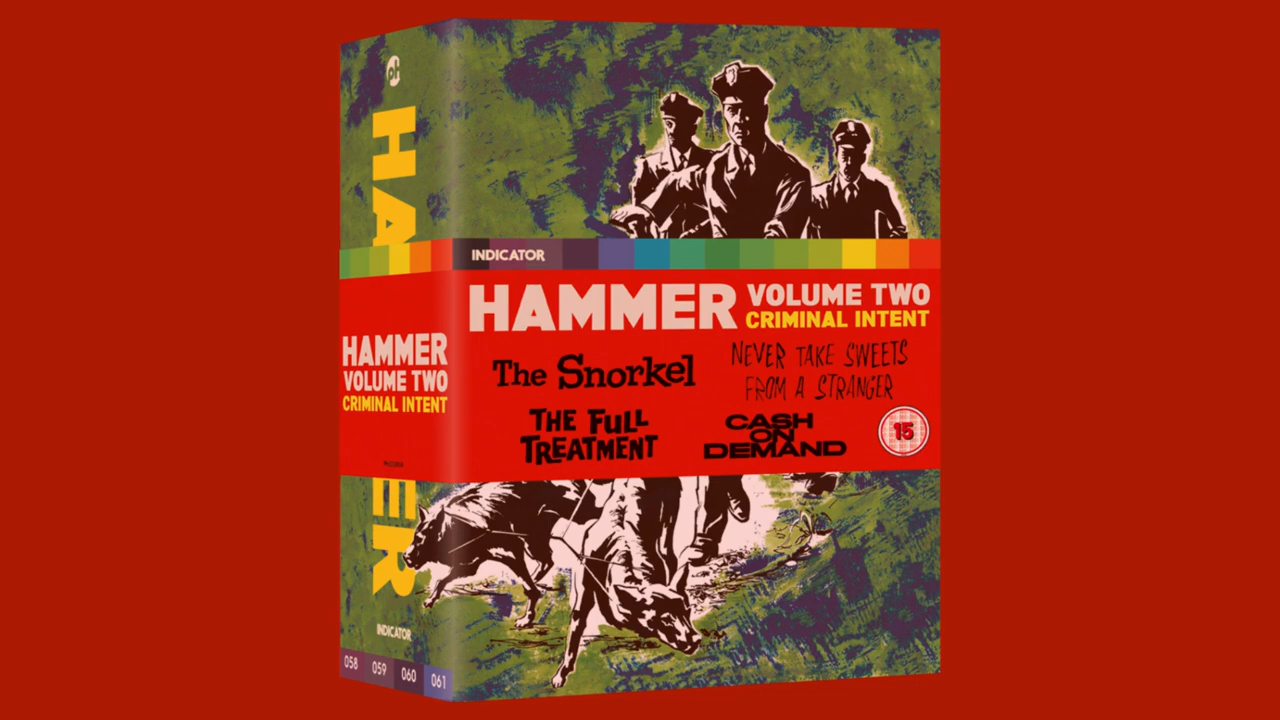 HA
ER
HAMMER
VOLUME TWO
CRIMINAL INTENT
INDICATOR
058 059 060 061
INDICATOR
HAMMER
VOLUME TWO
CRIMINAL INTENT
The Snorkel
NEVER TAKE SWEETS
FROM A STRANGER
THE FULL
TREATMENT
CASH
ON
DEMAND
15